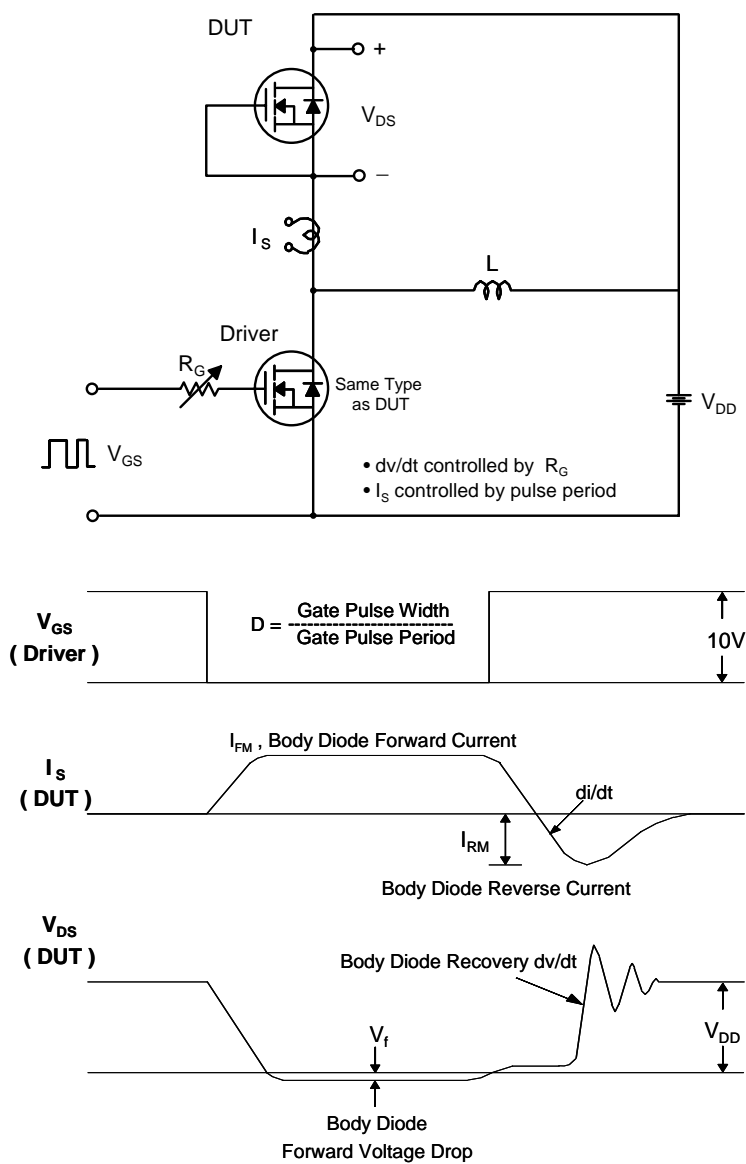 DUT
+
V_DS
−
I_S
L
Driver
R_G
Same Type
as DUT
V_DD
V_GS
• dv/dt controlled by R_G
• I_S controlled by pulse period
V_GS
( Driver )
D = Gate Pulse Width
Gate Pulse Period
10V
I_FM , Body Diode Forward Current
I_S
( DUT )
di/dt
I_RM
Body Diode Reverse Current
V_DS
( DUT )
Body Diode Recovery dv/dt
V_f
V_DD
Body Diode
Forward Voltage Drop